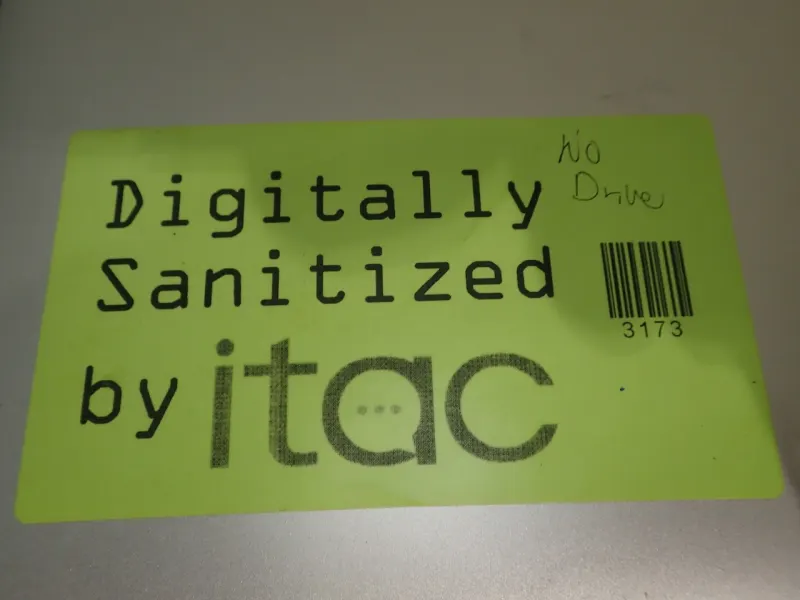 No
Drive
Digitally
Sanitized
by itac
3173